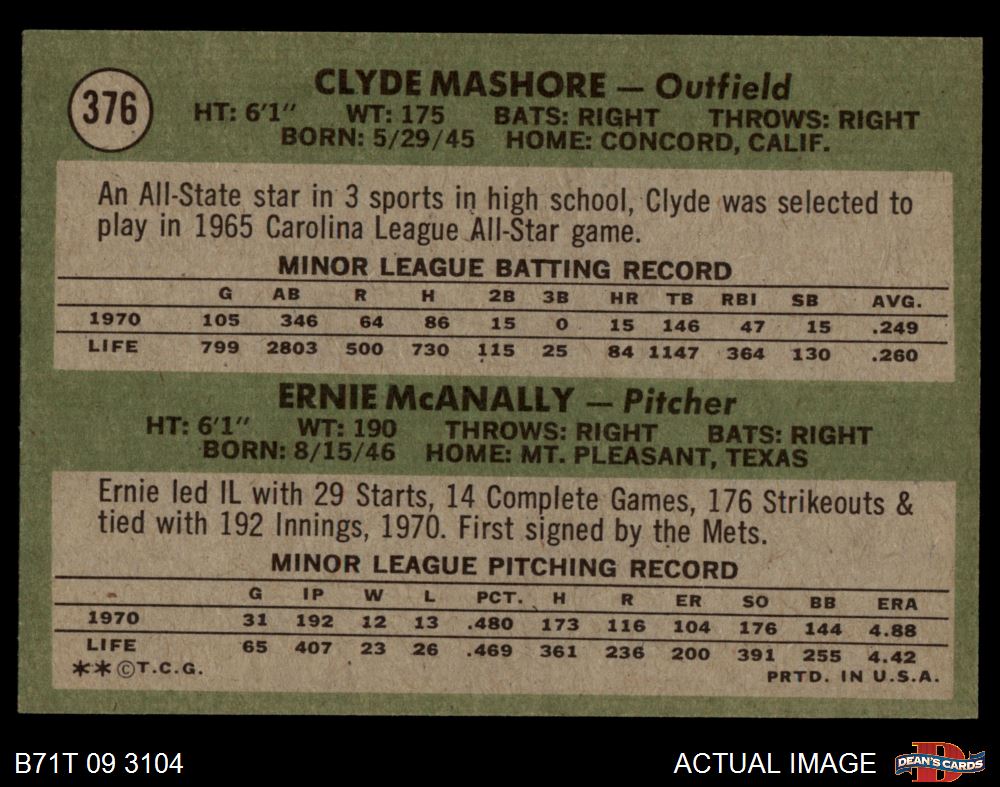 376
CLYDE MASHORE — Outfield
HT: 6'1" WT: 175 BATS: RIGHT THROWS: RIGHT
BORN: 5/29/45 HOME: CONCORD, CALIF.
An All-State star in 3 sports in high school, Clyde was selected to
play in 1965 Carolina League All-Star game.
MINOR LEAGUE BATTING RECORD
G AB R H 2B 3B HR TB RBI SB AVG.
1970 105 346 64 86 15 0 15 146 47 15 .249
LIFE 799 2803 500 730 115 25 84 1147 364 130 .260
ERNIE McANALLY — Pitcher
HT: 6'1" WT: 190 THROWS: RIGHT BATS: RIGHT
BORN: 8/15/46 HOME: MT. PLEASANT, TEXAS
Ernie led IL with 29 Starts, 14 Complete Games, 176 Strikeouts &
tied with 192 Innings, 1970. First signed by the Mets.
MINOR LEAGUE PITCHING RECORD
G IP W L PCT. H R ER SO BB ERA
1970 31 192 12 13 .480 173 116 104 176 144 4.88
LIFE 65 407 23 26 .469 361 236 200 391 255 4.42
**©T.C.G. PRTD. IN U.S.A.
B71T 09 3104 ACTUAL IMAGE DEAN'S CARDS